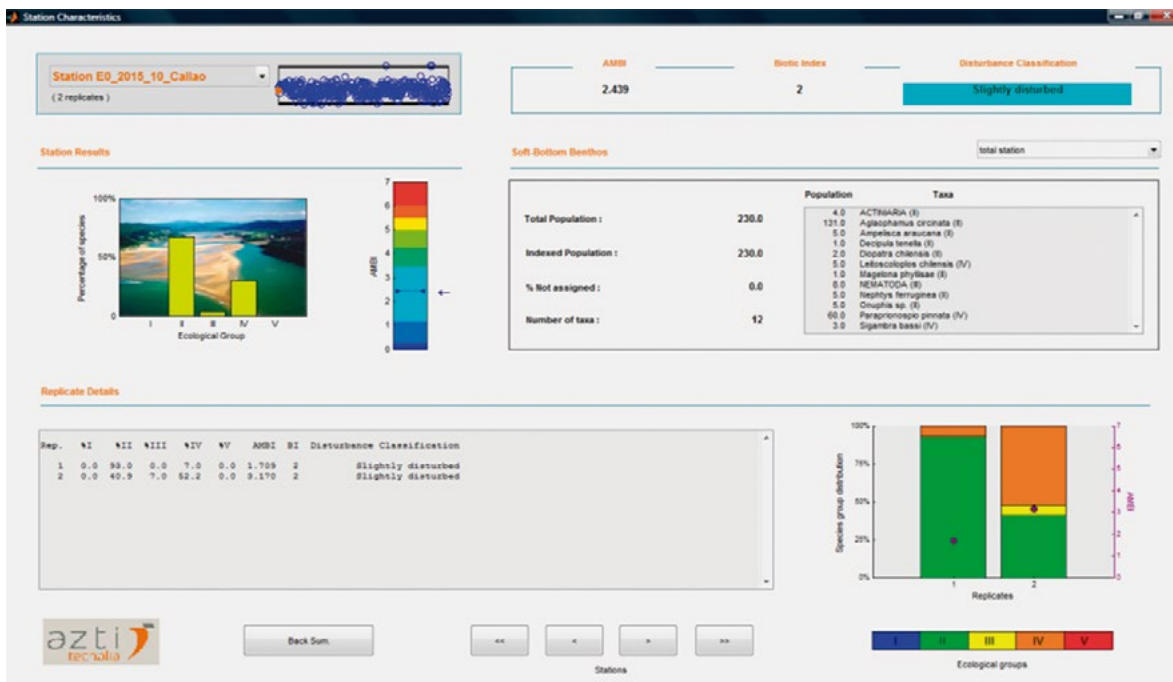 Station Characteristics
Station E0_2015_10_Callao
( 2 replicates )
AMBI
Biotic Index
Disturbance Classification
2.439
2
Slightly disturbed
Station Results
Soft-Bottom Benthos
total station
100%
50%
0
Percentage of species
I II III IV V
Ecological Group
7
6
5
4
3
2
1
0
AMBI
←
Total Population : 230.0
Indexed Population : 230.0
% Not assigned : 0.0
Number of taxa : 12
Population Taxa
4.0 ACTINIARIA (II)
131.0 Aglaophamus circinata (II)
5.0 Ampelisca araucana (II)
1.0 Decipula tenella (II)
2.0 Diopatra chilensis (II)
5.0 Leitoscoloplos chilensis (IV)
1.0 Magelona phyllisae (II)
8.0 NEMATODA (III)
5.0 Nephtys ferruginea (II)
5.0 Onuphis sp. (II)
60.0 Paraprionospio pinnata (IV)
3.0 Sigambra bassi (IV)
Replicate Details
Rep. %I %II %III %IV %V AMBI BI Disturbance Classification
1 0.0 93.0 0.0 7.0 0.0 1.709 2 Slightly disturbed
2 0.0 40.9 7.0 52.2 0.0 3.170 2 Slightly disturbed
100%
75%
50%
25%
0%
Species group distribution
7
6
5
4
3
2
1
0
AMBI
1 2
Replicates
azti
tecnalia
Back Sum.
<< < > >>
Stations
I II III IV V
Ecological groups